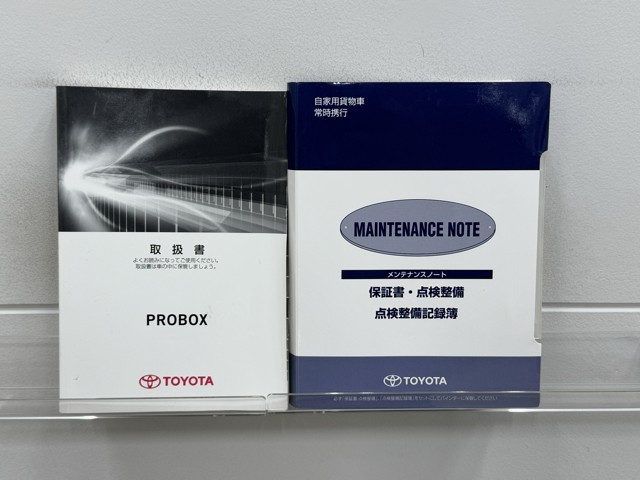 取扱書
よくお読みになってご使用ください。
取扱書は車の中に保管しましょう。
PROBOX
TOYOTA
自家用貨物車
常時携行
MAINTENANCE NOTE
メンテナンスノート
保証書・点検整備
点検整備記録簿
TOYOTA